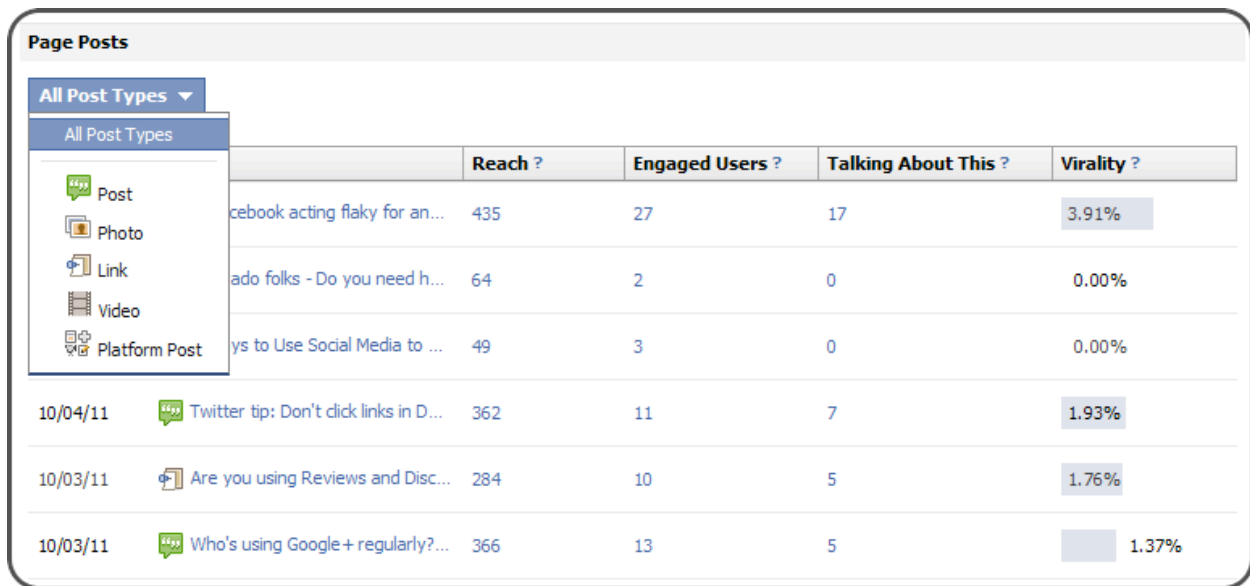 Page Posts
All Post Types
All Post Types
Reach ? Engaged Users ? Talking About This ? Virality ?
Post
cebook acting flaky for an... 435 27 17 3.91%
Photo
Link
ado folks - Do you need h... 64 2 0 0.00%
Video
Platform Post
ys to Use Social Media to ... 49 3 0 0.00%
10/04/11 Twitter tip: Don't click links in D... 362 11 7 1.93%
10/03/11 Are you using Reviews and Disc... 284 10 5 1.76%
10/03/11 Who's using Google+ regularly?... 366 13 5 1.37%